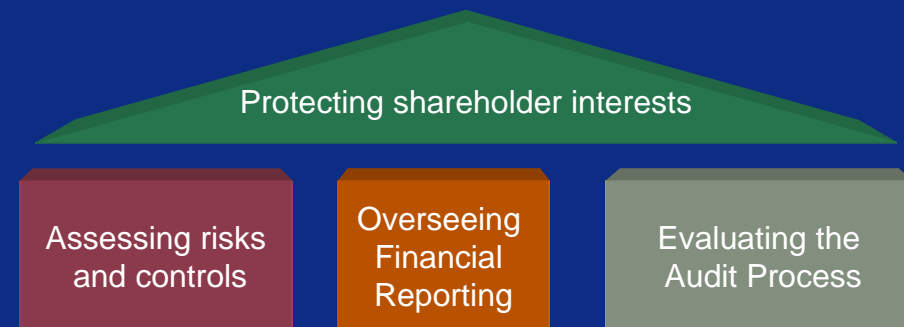 Protecting shareholder interests
Assessing risks
and controls
Overseeing
Financial
Reporting
Evaluating the
Audit Process